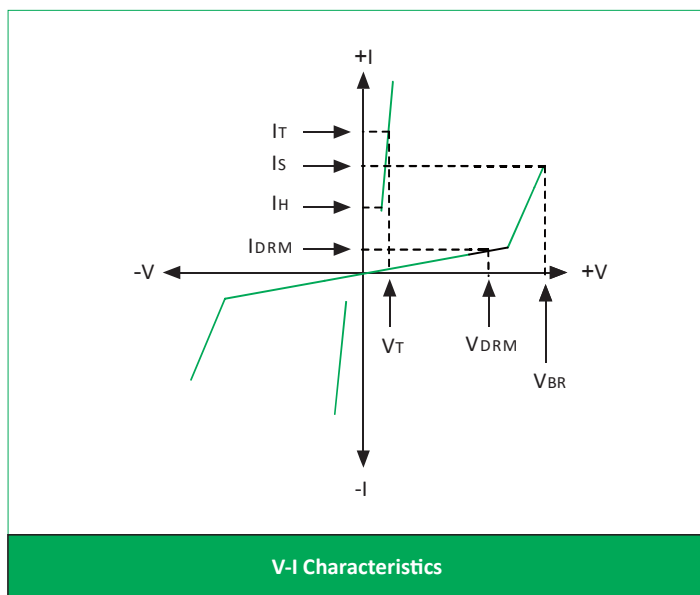 +I
IT
IS
IH
IDRM
-V
+V
VT
VDRM
VBR
-I
V-I Characteristics